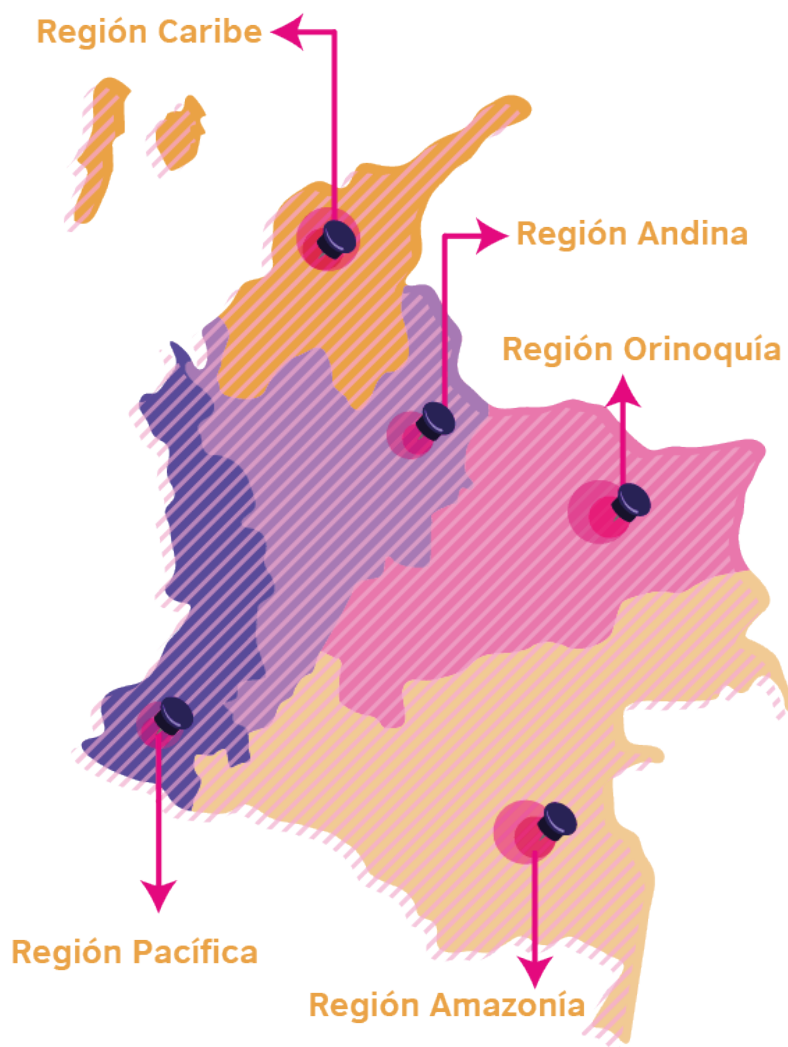 Región Caribe
Región Andina
Región Orinoquía
Región Pacífica
Región Amazonía